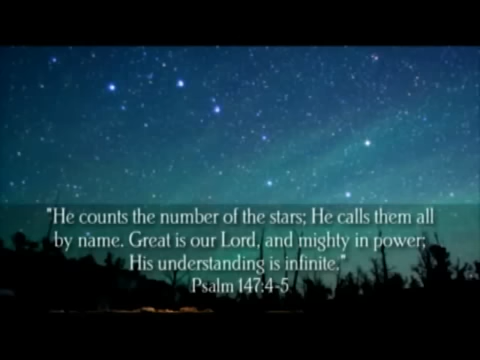 "He counts the number of the stars; He calls them all
by name. Great is our Lord, and mighty in power;
His understanding is infinite."
Psalm 147:4-5